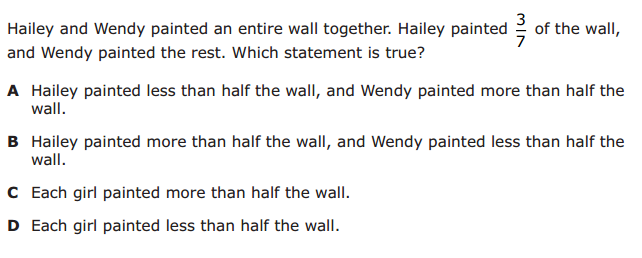 Hailey and Wendy painted an entire wall together. Hailey painted 3/7 of the wall,
and Wendy painted the rest. Which statement is true?
A Hailey painted less than half the wall, and Wendy painted more than half the
wall.
B Hailey painted more than half the wall, and Wendy painted less than half the
wall.
C Each girl painted more than half the wall.
D Each girl painted less than half the wall.